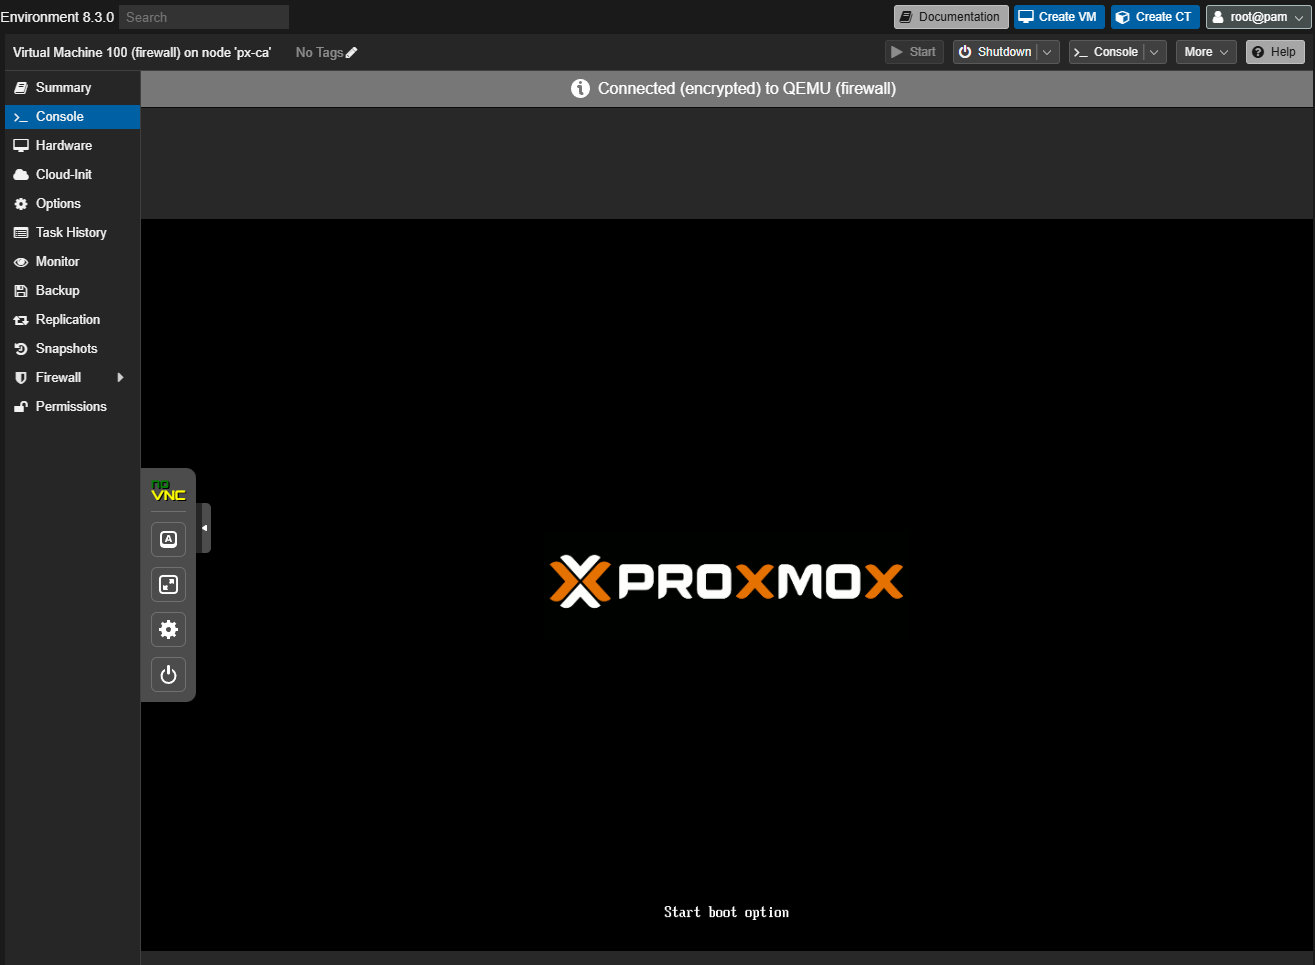 Environment 8.3.0 Search Documentation Create VM Create CT root@pam
Virtual Machine 100 (firewall) on node 'px-ca' No Tags Start Shutdown Console More Help
Summary
Connected (encrypted) to QEMU (firewall)
Console
Hardware
Cloud-Init
Options
Task History
Monitor
Backup
Replication
Snapshots
Firewall
Permissions
no
VNC
A
PROXMOX
Start boot option